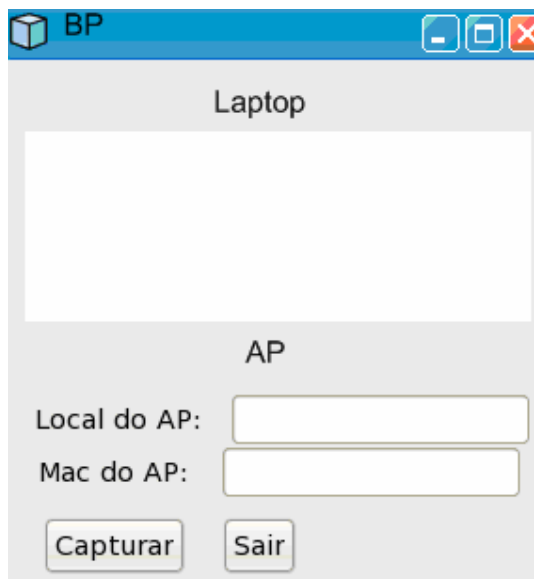 BP
Laptop
AP
Local do AP:
Mac do AP:
Capturar Sair